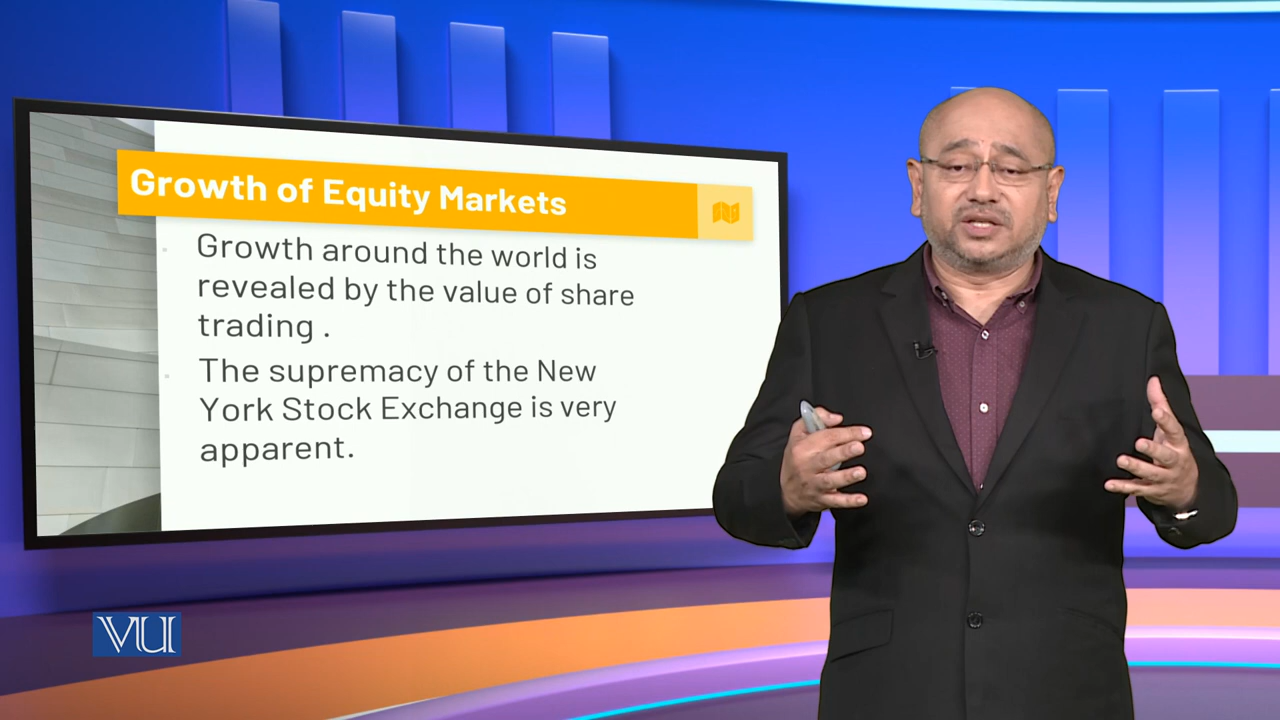 Growth of Equity Markets
Growth around the world is
revealed by the value of share
trading .
The supremacy of the New
York Stock Exchange is very
apparent.
VU